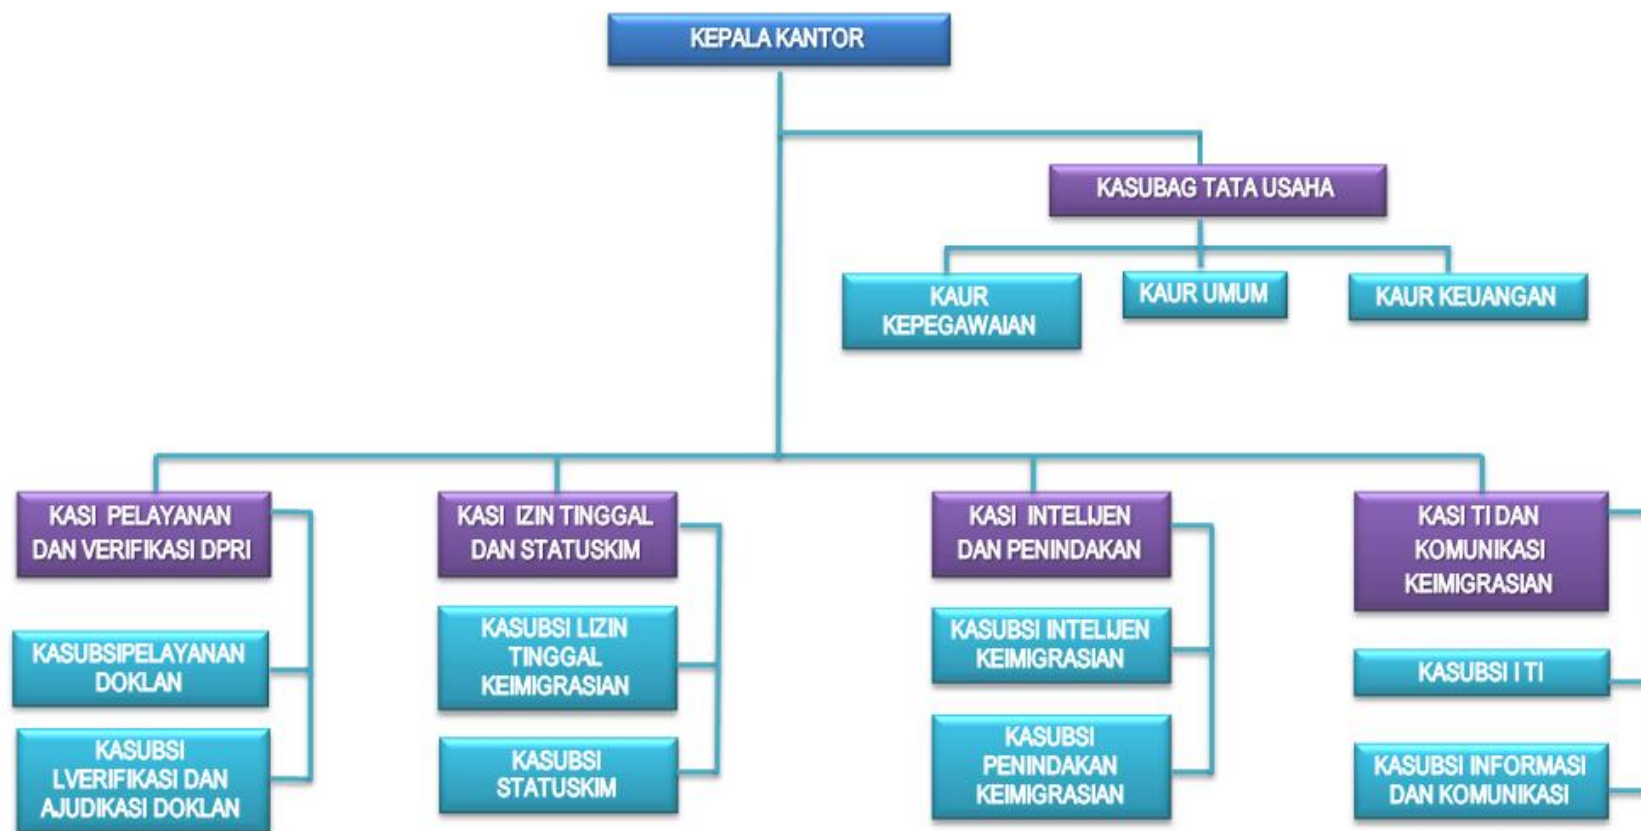 KEPALA KANTOR
KASUBAG TATA USAHA
KAUR
KEPEGAWAIAN
KAUR UMUM
KAUR KEUANGAN
KASI PELAYANAN
DAN VERIFIKASI DPRI
KASUBSIPELAYANAN
DOKLAN
KASUBSI
LVERIFIKASI DAN
AJUDIKASI DOKLAN
KASI IZIN TINGGAL
DAN STATUSKIM
KASUBSI LIZIN
TINGGAL
KEIMIGRASIAN
KASUBSI
STATUSKIM
KASI INTELIJEN
DAN PENINDAKAN
KASUBSI INTELIJEN
KEIMIGRASIAN
KASUBSI
PENINDAKAN
KEIMIGRASIAN
KASI TI DAN
KOMUNIKASI
KEIMIGRASIAN
KASUBSI I TI
KASUBSI INFORMASI
DAN KOMUNIKASI